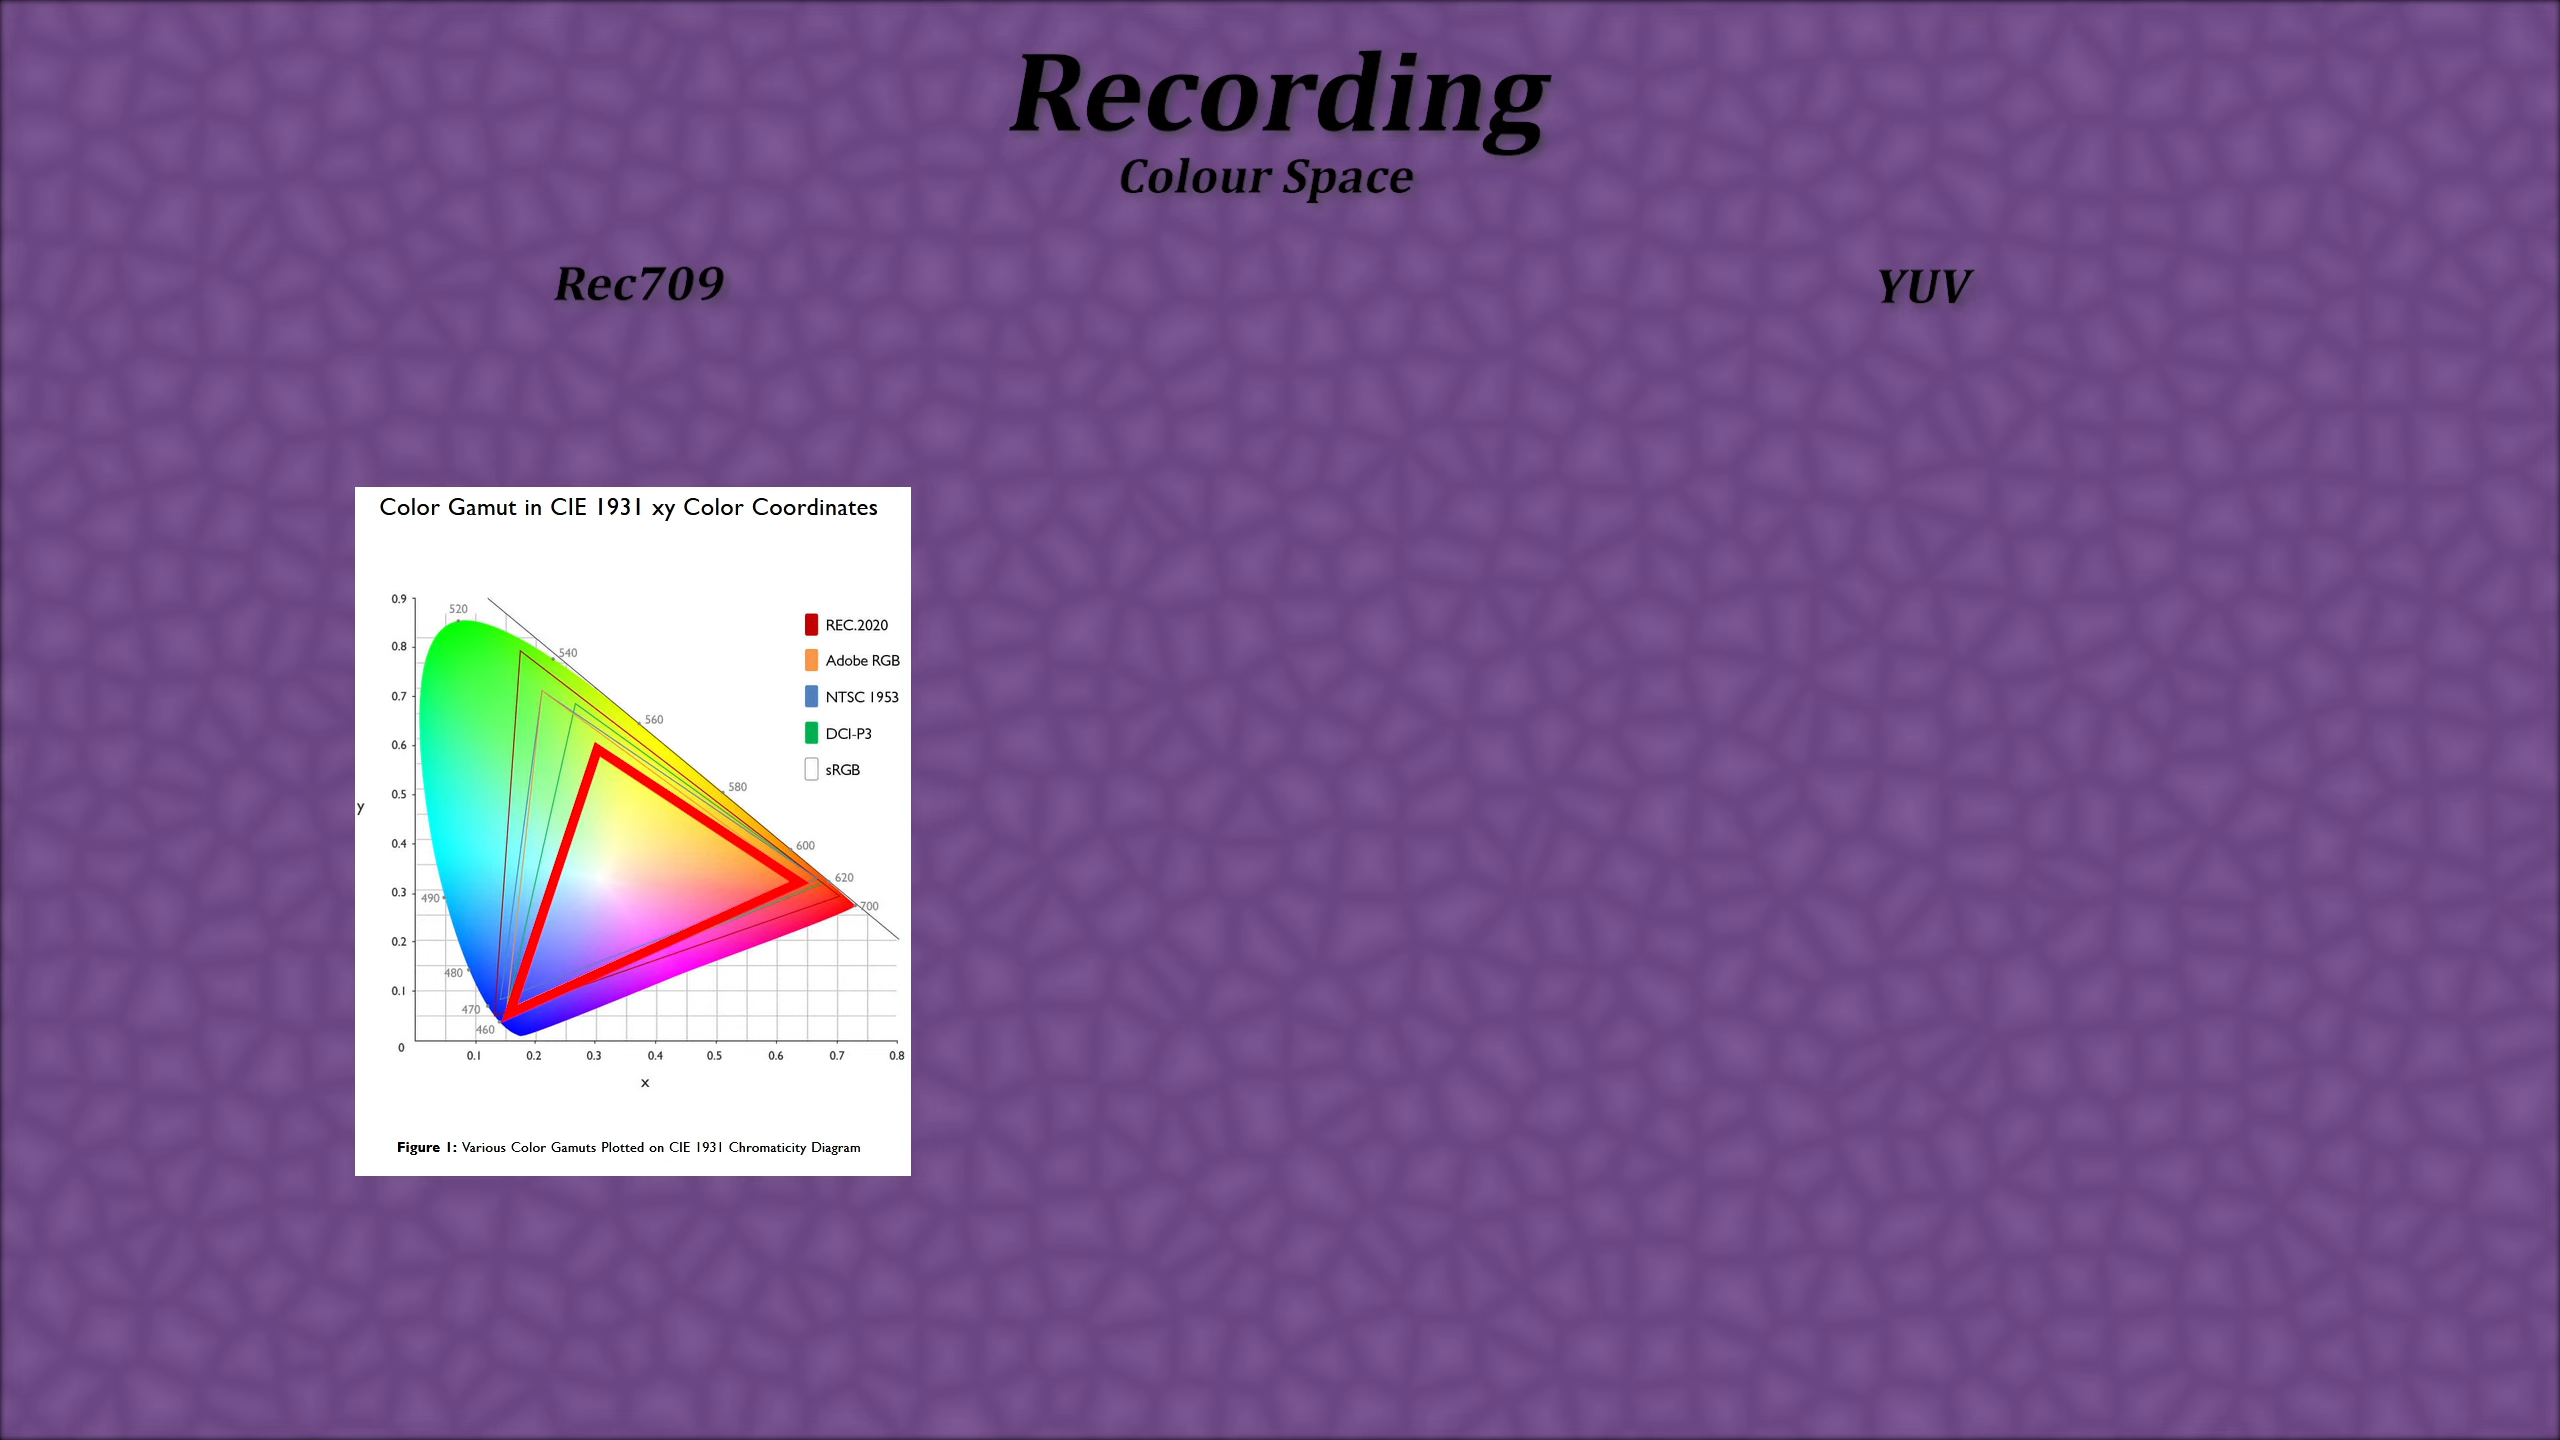 Recording
Colour Space
Rec709
YUV
Color Gamut in CIE 1931 xy Color Coordinates
0.9
520
REC.2020
0.8
540
Adobe RGB
0.7
NTSC 1953
560
DCI-P3
0.6
sRGB
580
0.5
y
0.4
600
620
0.3
490
700
0.2
480
0.1
470
460
0
0.1 0.2 0.3 0.4 0.5 0.6 0.7 0.8
x
Figure 1: Various Color Gamuts Plotted on CIE 1931 Chromaticity Diagram